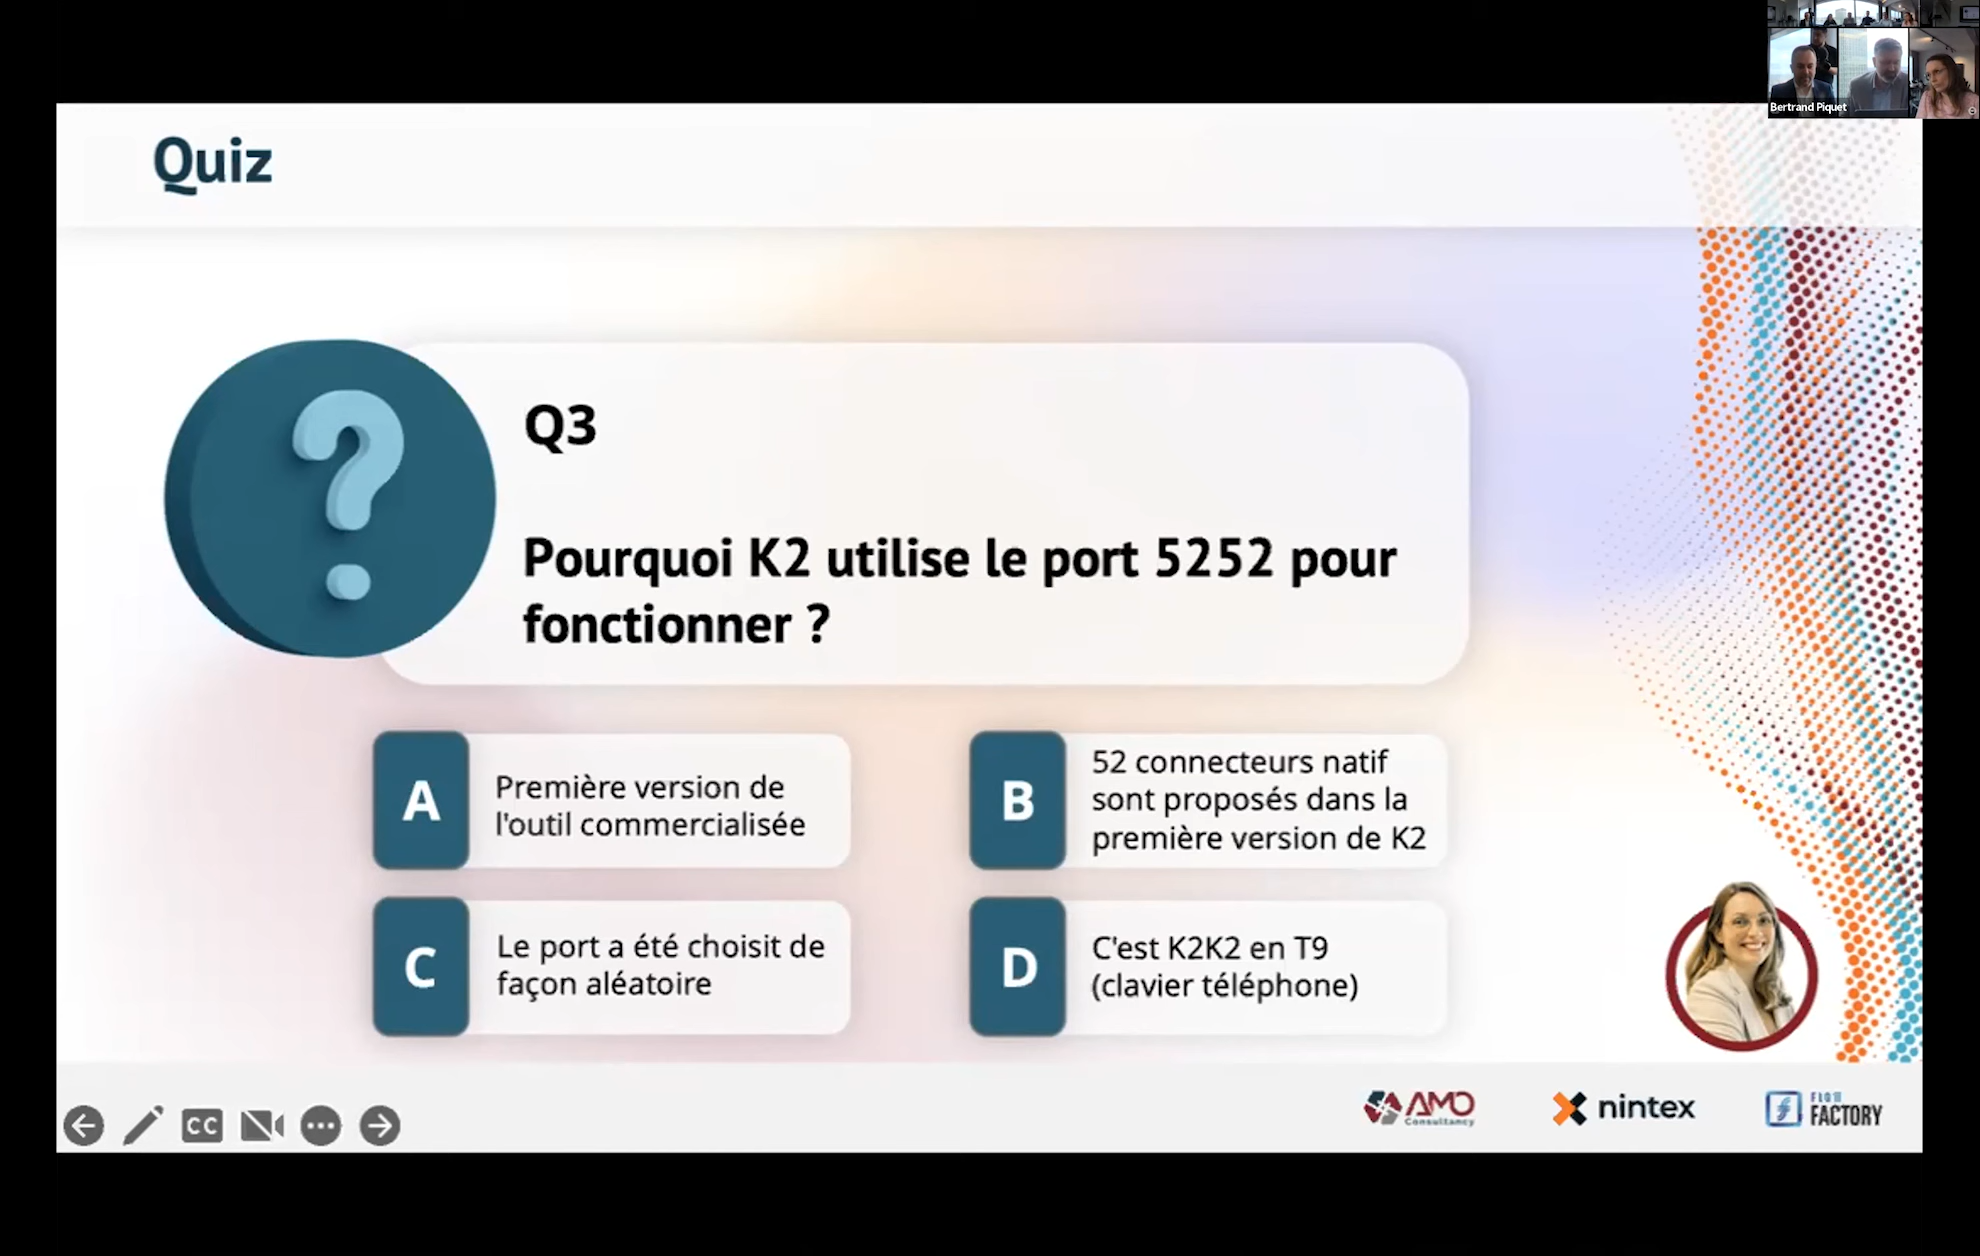 Bertrand Piquet
Quiz
Q3
Pourquoi K2 utilise le port 5252 pour
fonctionner ?
A
Première version de
l'outil commercialisée
B
52 connecteurs natif
sont proposés dans la
première version de K2
C
Le port a été choisit de
façon aléatoire
D
C'est K2K2 en T9
(clavier téléphone)
CC
AMO
Consultancy
nintex
FLOW
FACTORY